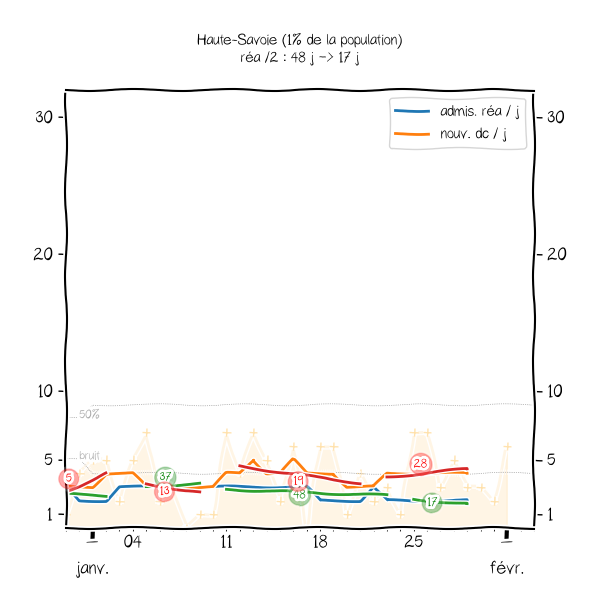 Haute-Savoie (1% de la population)
réa /2 : 48 j -> 17 j
admis. réa / j
nouv. dc / j
30 30
20 20
10 10
50%
bruit
5 5
28
5 37 19
13 48 17
1 1
1 04 11 18 25 1
janv. févr.